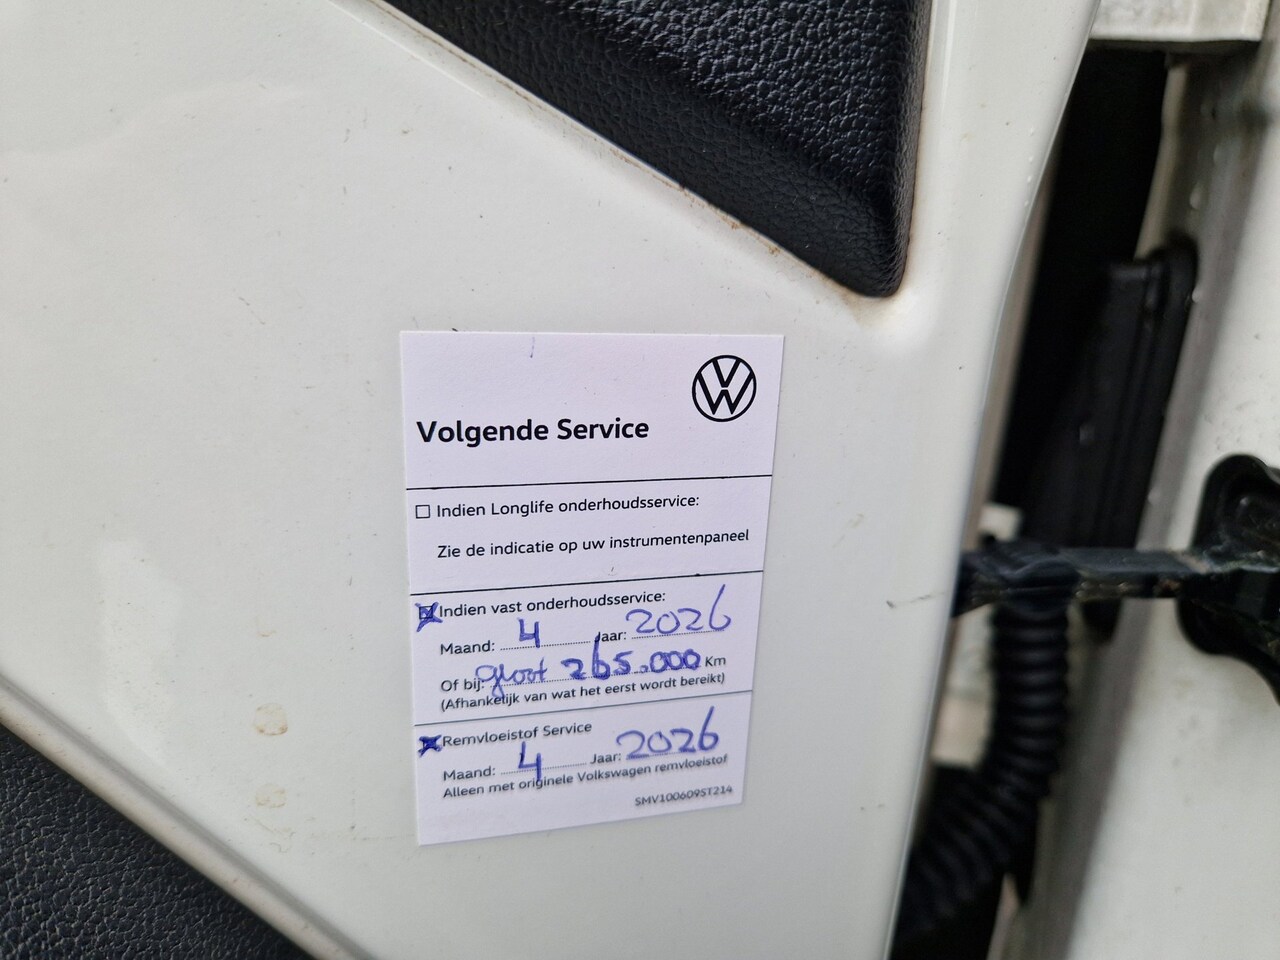 Volgende Service
Indien Longlife onderhoudsservice:
Zie de indicatie op uw instrumentenpaneel
Indien vast onderhoudsservice:
Maand: 4 Jaar: 2026
Of bij: groot 265.000 Km
(Afhankelijk van wat het eerst wordt bereikt)
Remvloeistof Service
Maand: 4 Jaar: 2026
Alleen met originele Volkswagen remvloeistof
SMV100609ST214